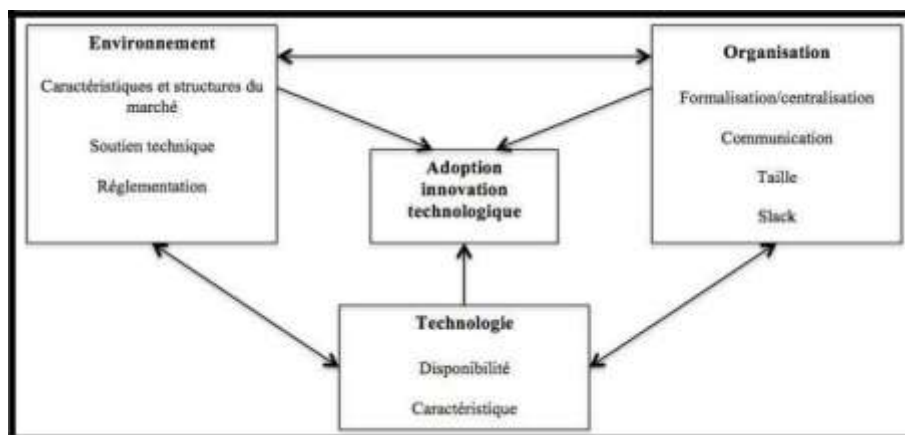 Environnement
Caractéristiques et structures du
marché
Soutien technique
Réglementation
Organisation
Formalisation/centralisation
Communication
Taille
Slack
Adoption
innovation
technologique
Technologie
Disponibilité
Caractéristique